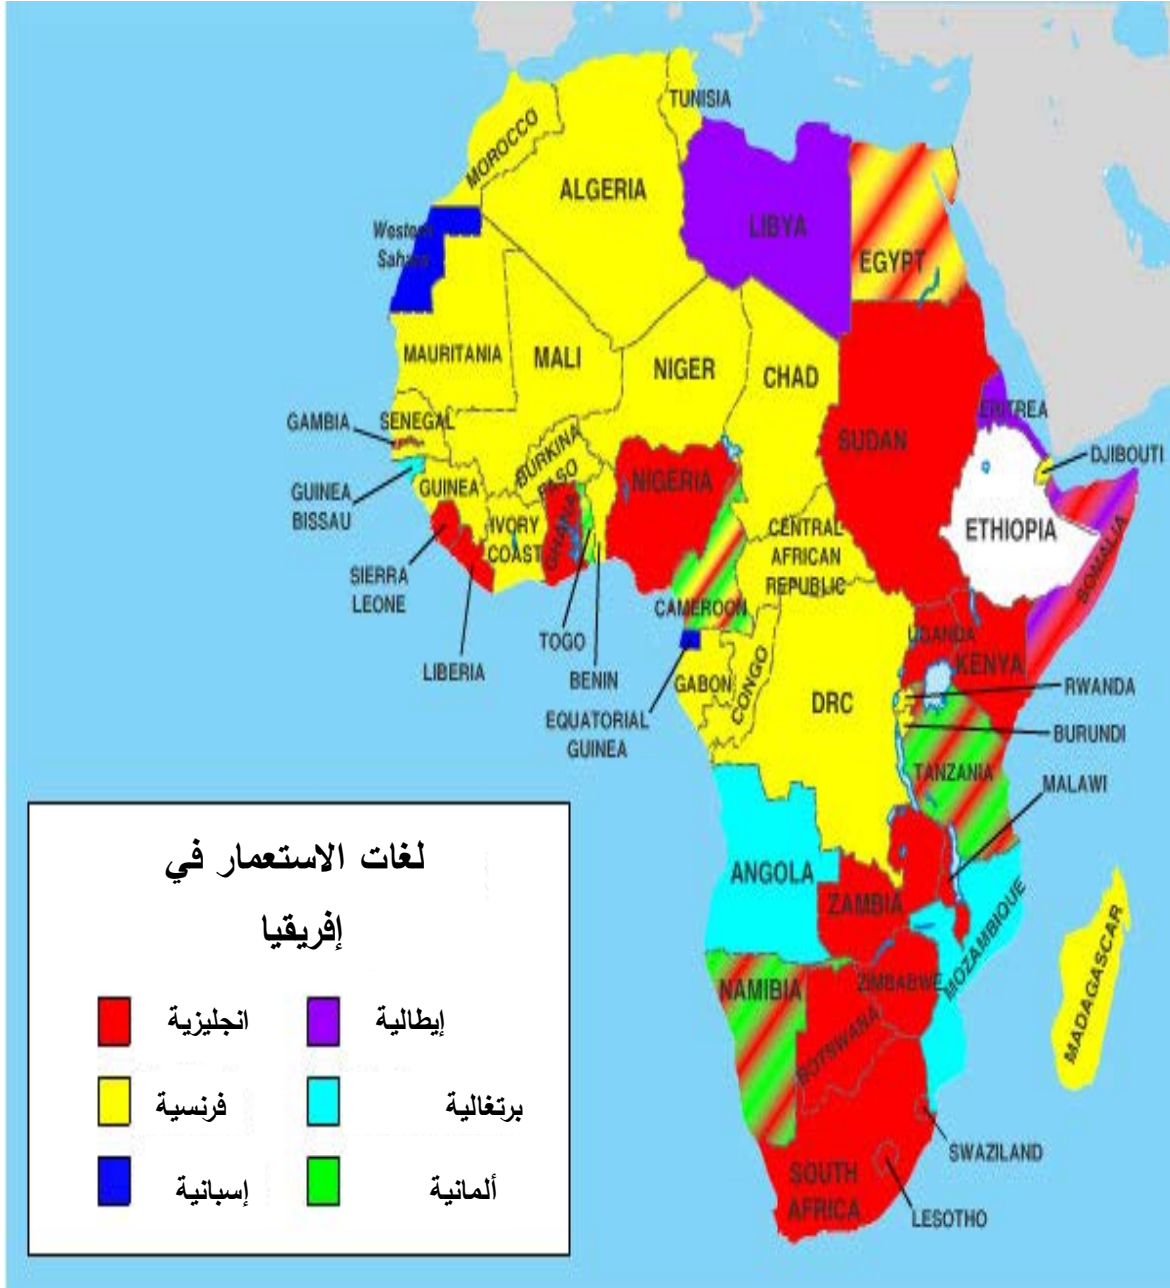 TUNISIA
MOROCCO
ALGERIA
LIBYA
EGYPT
Western
Sahara
MAURITANIA
MALI
NIGER
CHAD
SUDAN
ERITREA
GAMBIA
SENEGAL
DJIBOUTI
BURKINA
FASO
NIGERIA
GUINEA
BISSAU
GUINEA
IVORY
COAST
GHANA
CENTRAL
AFRICAN
REPUBLIC
ETHIOPIA
SOMALIA
SIERRA
LEONE
CAMEROON
TOGO
LIBERIA
BENIN
EQUATORIAL
GUINEA
GABON
CONGO
DRC
UGANDA
KENYA
RWANDA
BURUNDI
TANZANIA
MALAWI
ANGOLA
ZAMBIA
MOZAMBIQUE
MADAGASCAR
NAMIBIA
ZIMBABWE
BOTSWANA
SWAZILAND
SOUTH
AFRICA
LESOTHO
لغات الاستعمار في
إفريقيا
إيطالية
انجليزية
برتغالية
فرنسية
ألمانية
إسبانية